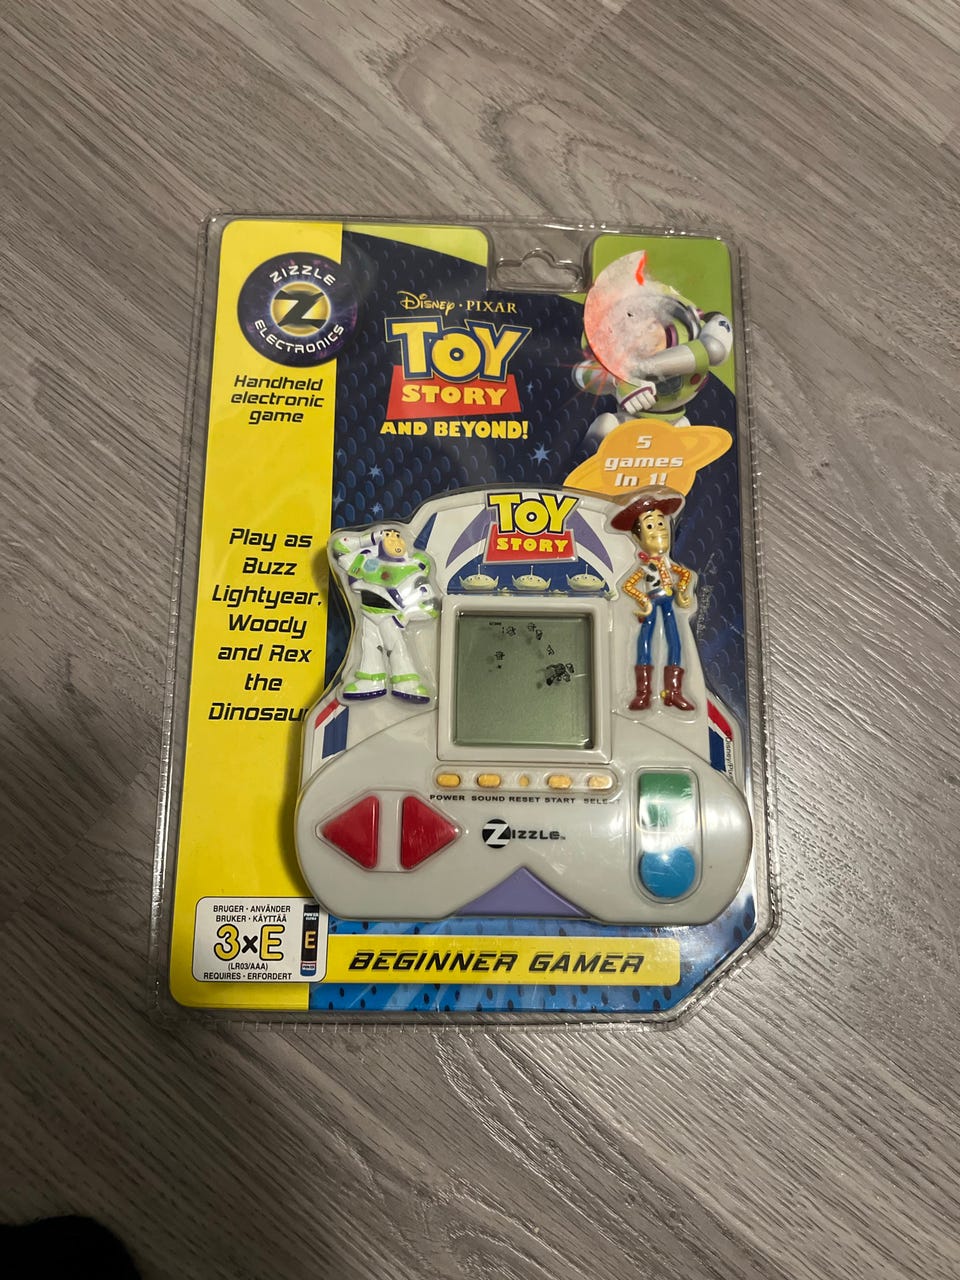 ZIZZLE
Z
ELECTRONICS
Handheld
electronic
game
Disney · PIXAR
TOY
STORY
AND BEYOND!
5
games
In 1!
Play as
Buzz
Lightyear,
Woody
and Rex
the
Dinosaur
TOY
STORY
POWER SOUND RESET START SELECT
ZIZZLE
BRUGER · ANVÄNDER
BRUKER · KÄYTTÄÄ
3xE
(LR03/AAA)
REQUIRES · ERFORDERT
E
BEGINNER GAMER